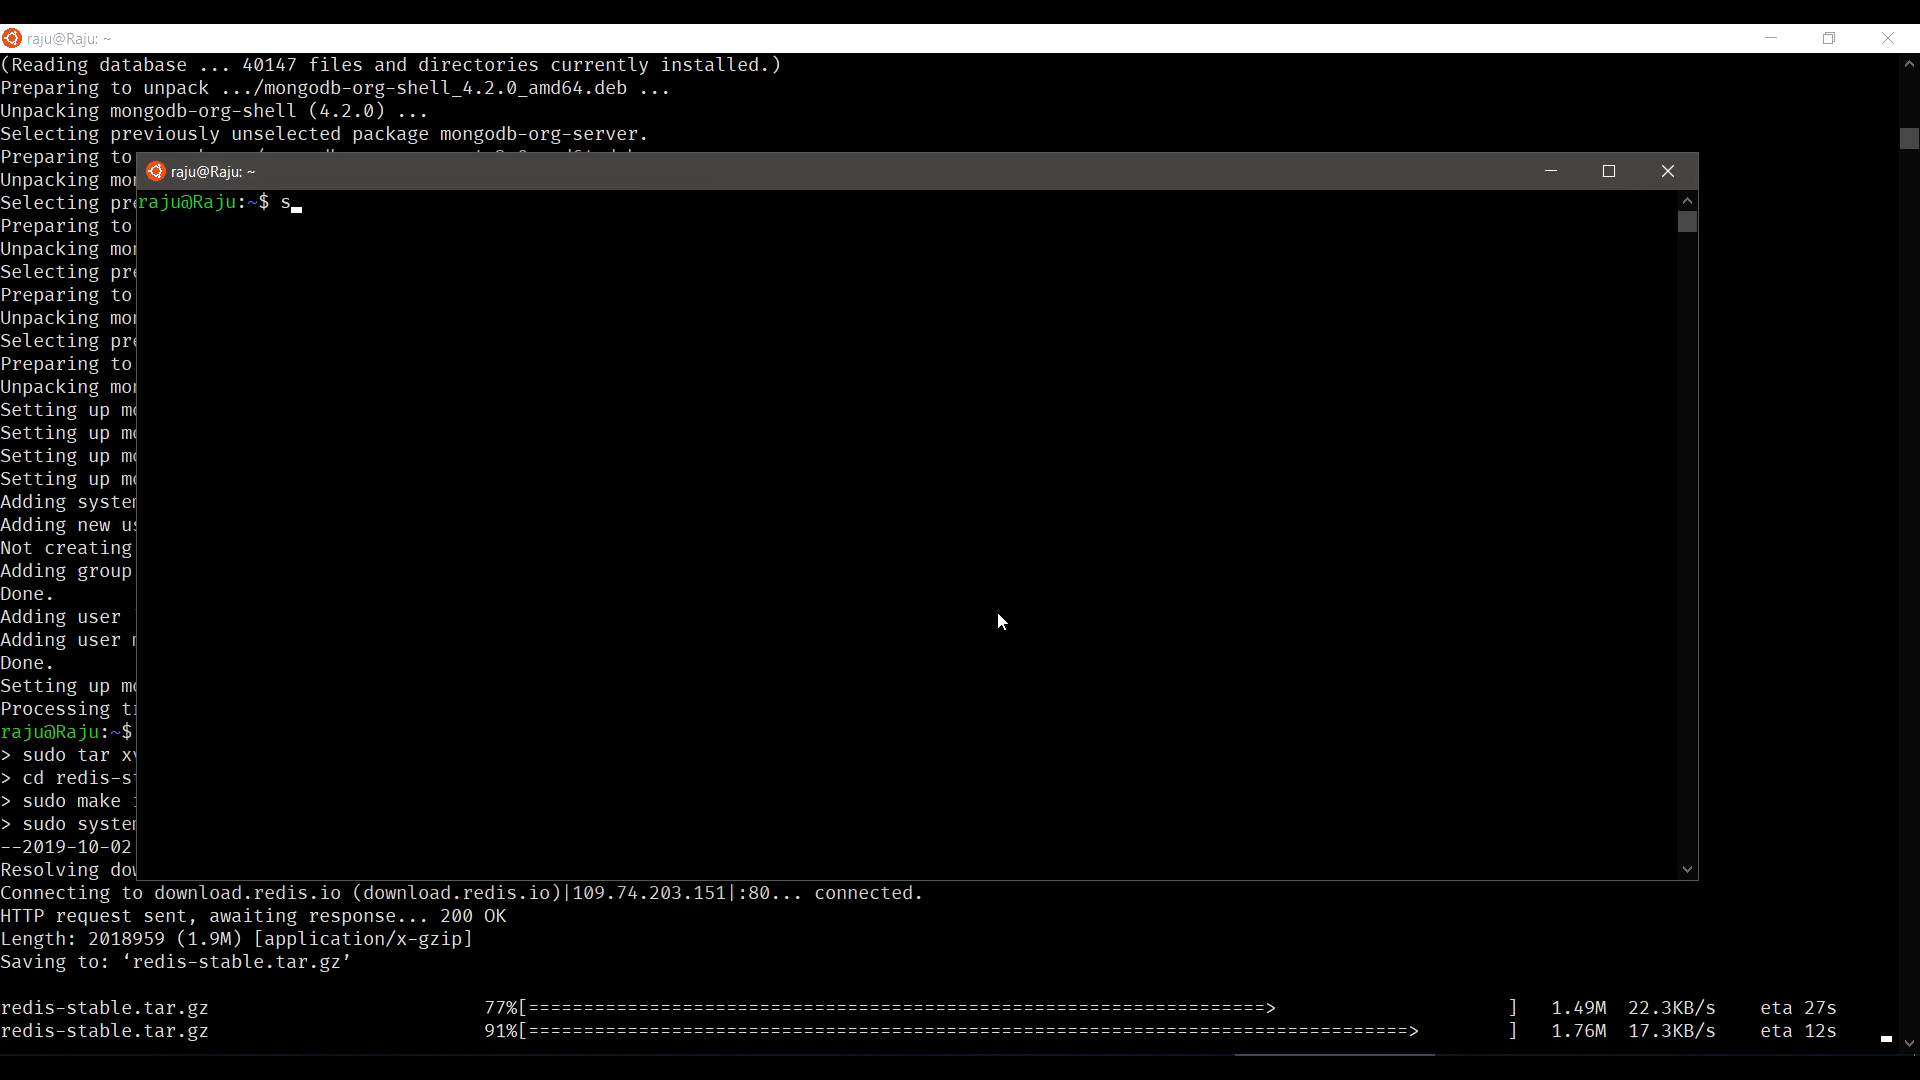 raju@Raju: ~
(Reading database ... 40147 files and directories currently installed.)
Preparing to unpack .../mongodb-org-shell_4.2.0_amd64.deb ...
Unpacking mongodb-org-shell (4.2.0) ...
Selecting previously unselected package mongodb-org-server.
Preparing to
Unpacking
Selecting
Preparing to
Unpacking
Selecting
Preparing to
Unpacking
Selecting
Preparing to
Unpacking
Setting up
Setting up
Setting up
Setting up
Adding
Adding new
Not creating
Adding group
Done.
Adding user
Adding user
Done.
Setting up
Processing
raju@Raju:~$
> sudo tar
> cd
> sudo make
> sudo
--2019-10-02
Resolving
raju@Raju: ~
raju@Raju:~$ s
Connecting to download.redis.io (download.redis.io)|109.74.203.151|:80... connected.
HTTP request sent, awaiting response... 200 OK
Length: 2018959 (1.9M) [application/x-gzip]
Saving to: ‘redis-stable.tar.gz’
redis-stable.tar.gz 77%[===================================================================> ] 1.49M 22.3KB/s eta 27s
redis-stable.tar.gz 91%[================================================================================> ] 1.76M 17.3KB/s eta 12s